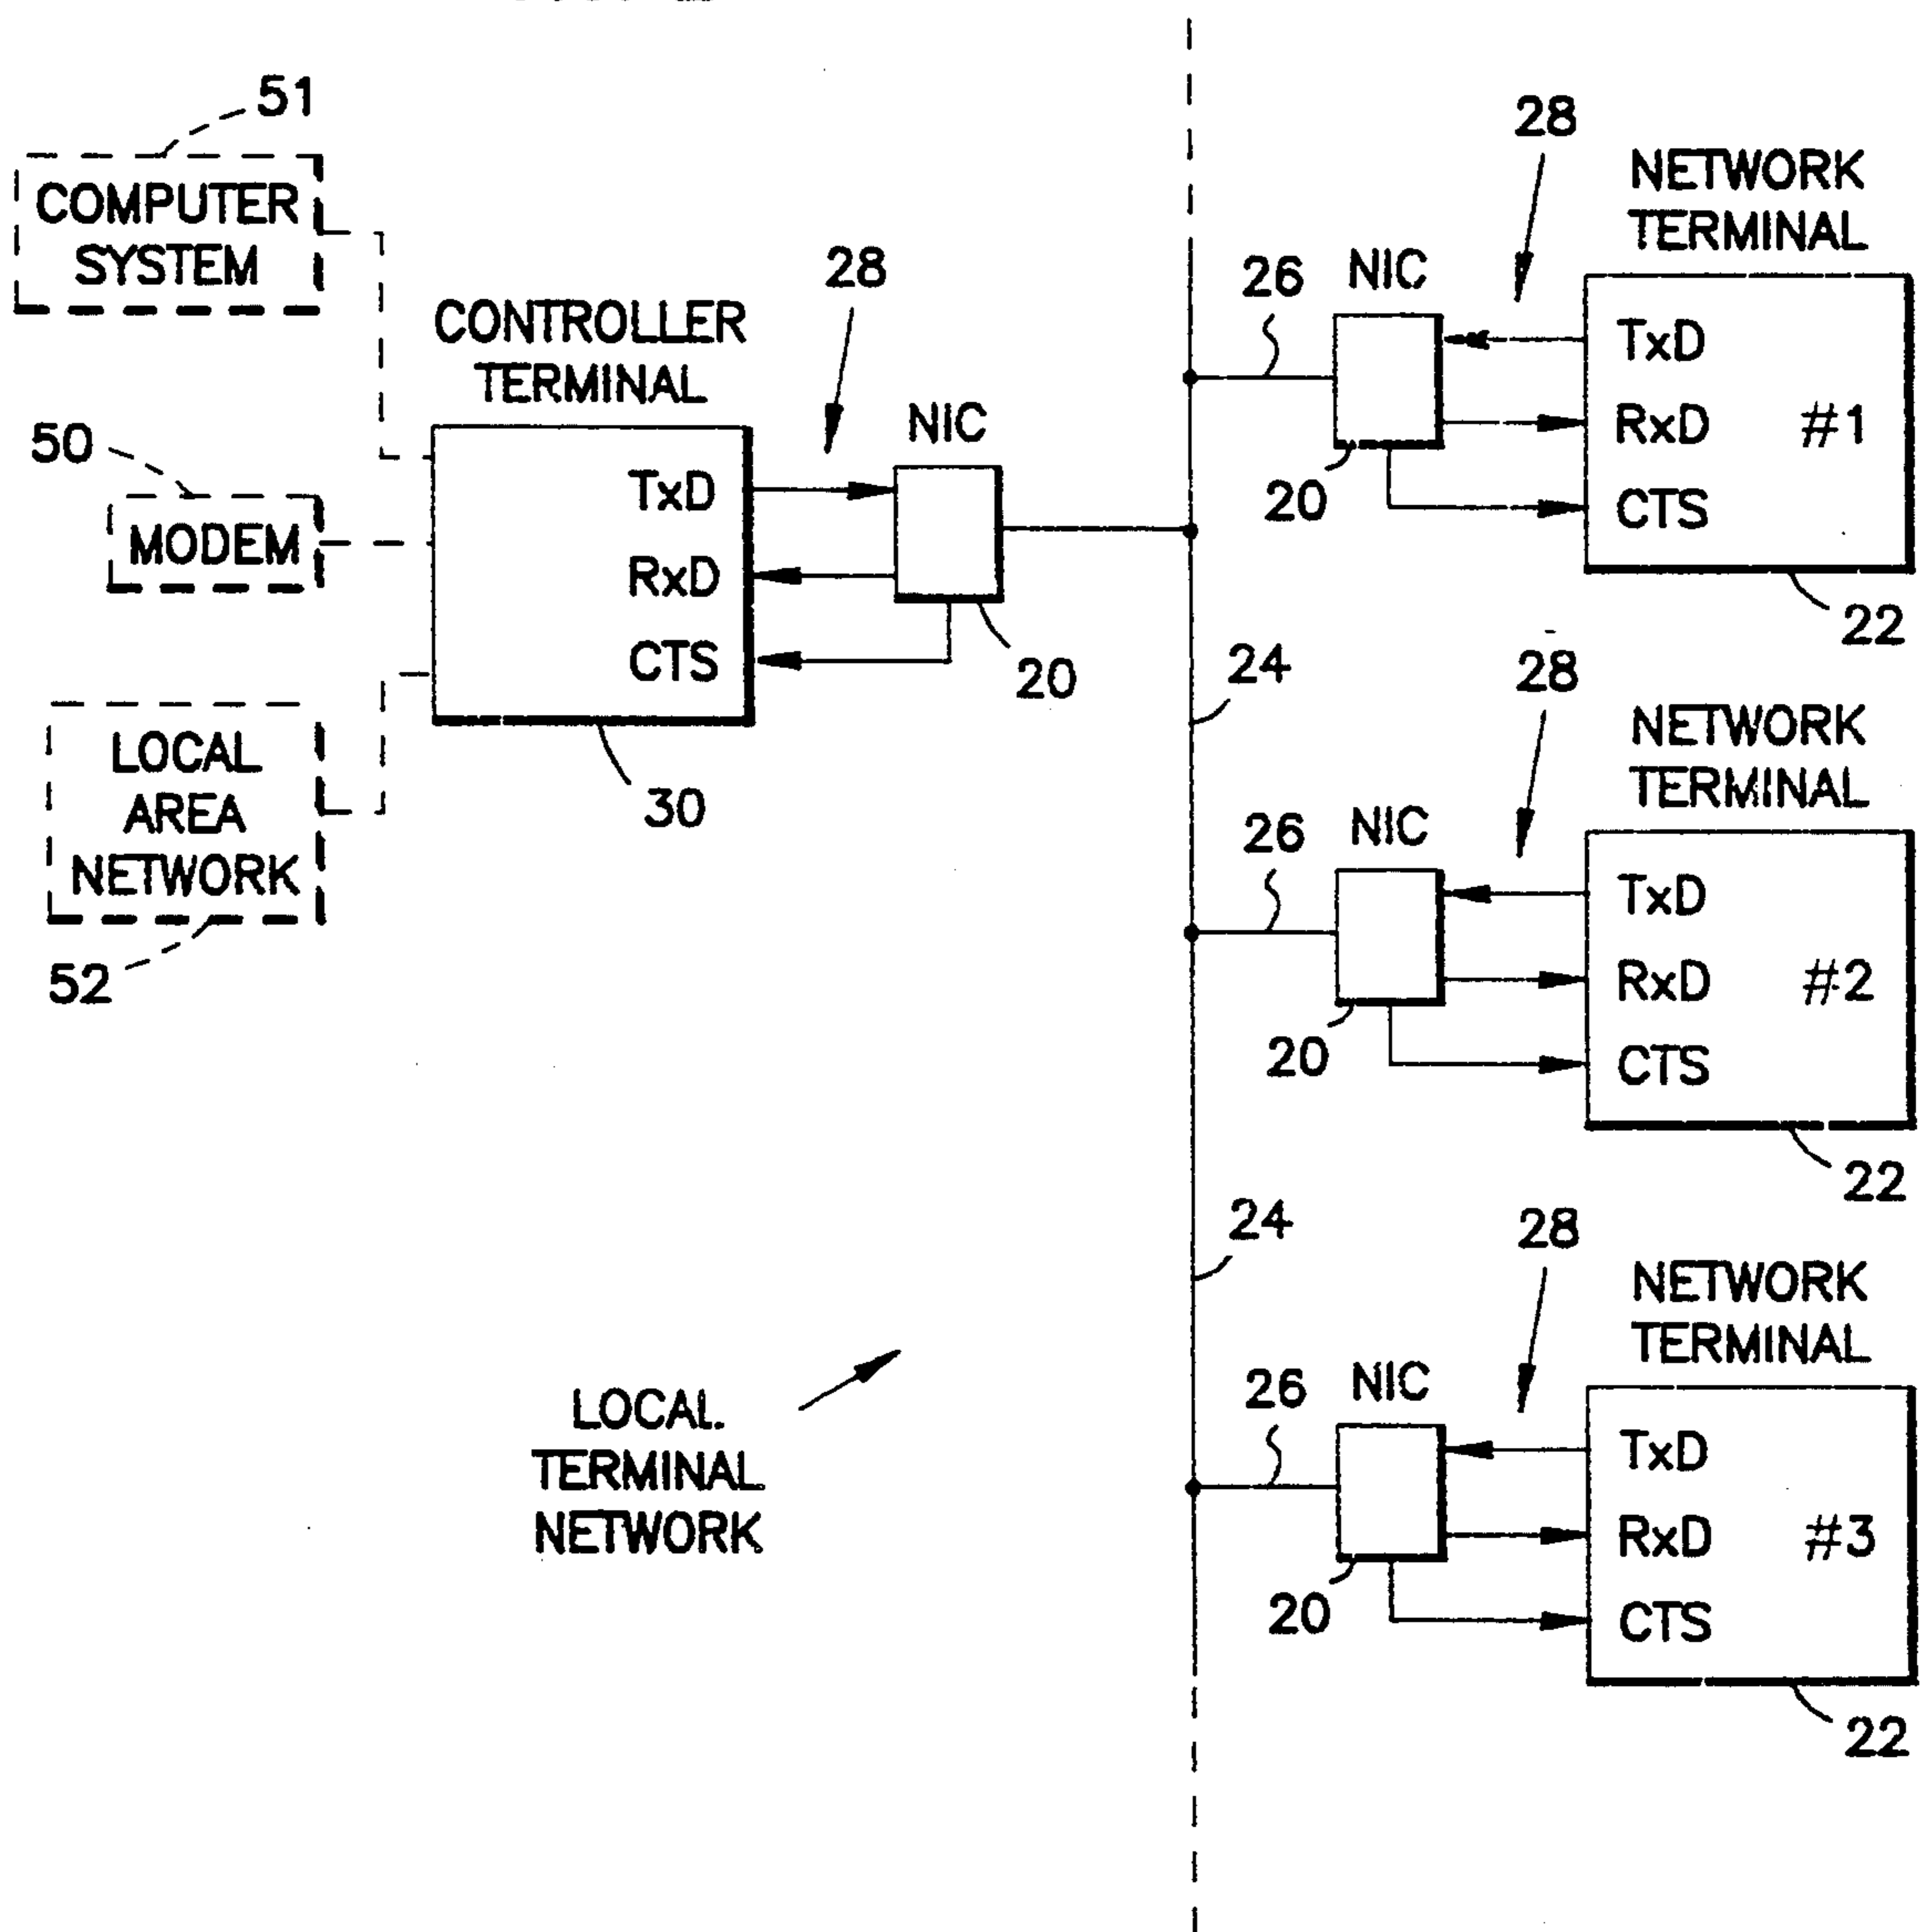 51
COMPUTER
SYSTEM
50
MODEM
LOCAL
AREA
NETWORK
52
CONTROLLER
TERMINAL
28
NIC
TxD
RxD
CTS
20
30
24
24
LOCAL
TERMINAL
NETWORK
28
NETWORK
TERMINAL
26
NIC
TxD
RxD
#1
CTS
20
22
28
NETWORK
TERMINAL
26
NIC
TxD
RxD
#2
CTS
20
22
28
NETWORK
TERMINAL
26
NIC
TxD
RxD
#3
CTS
20
22